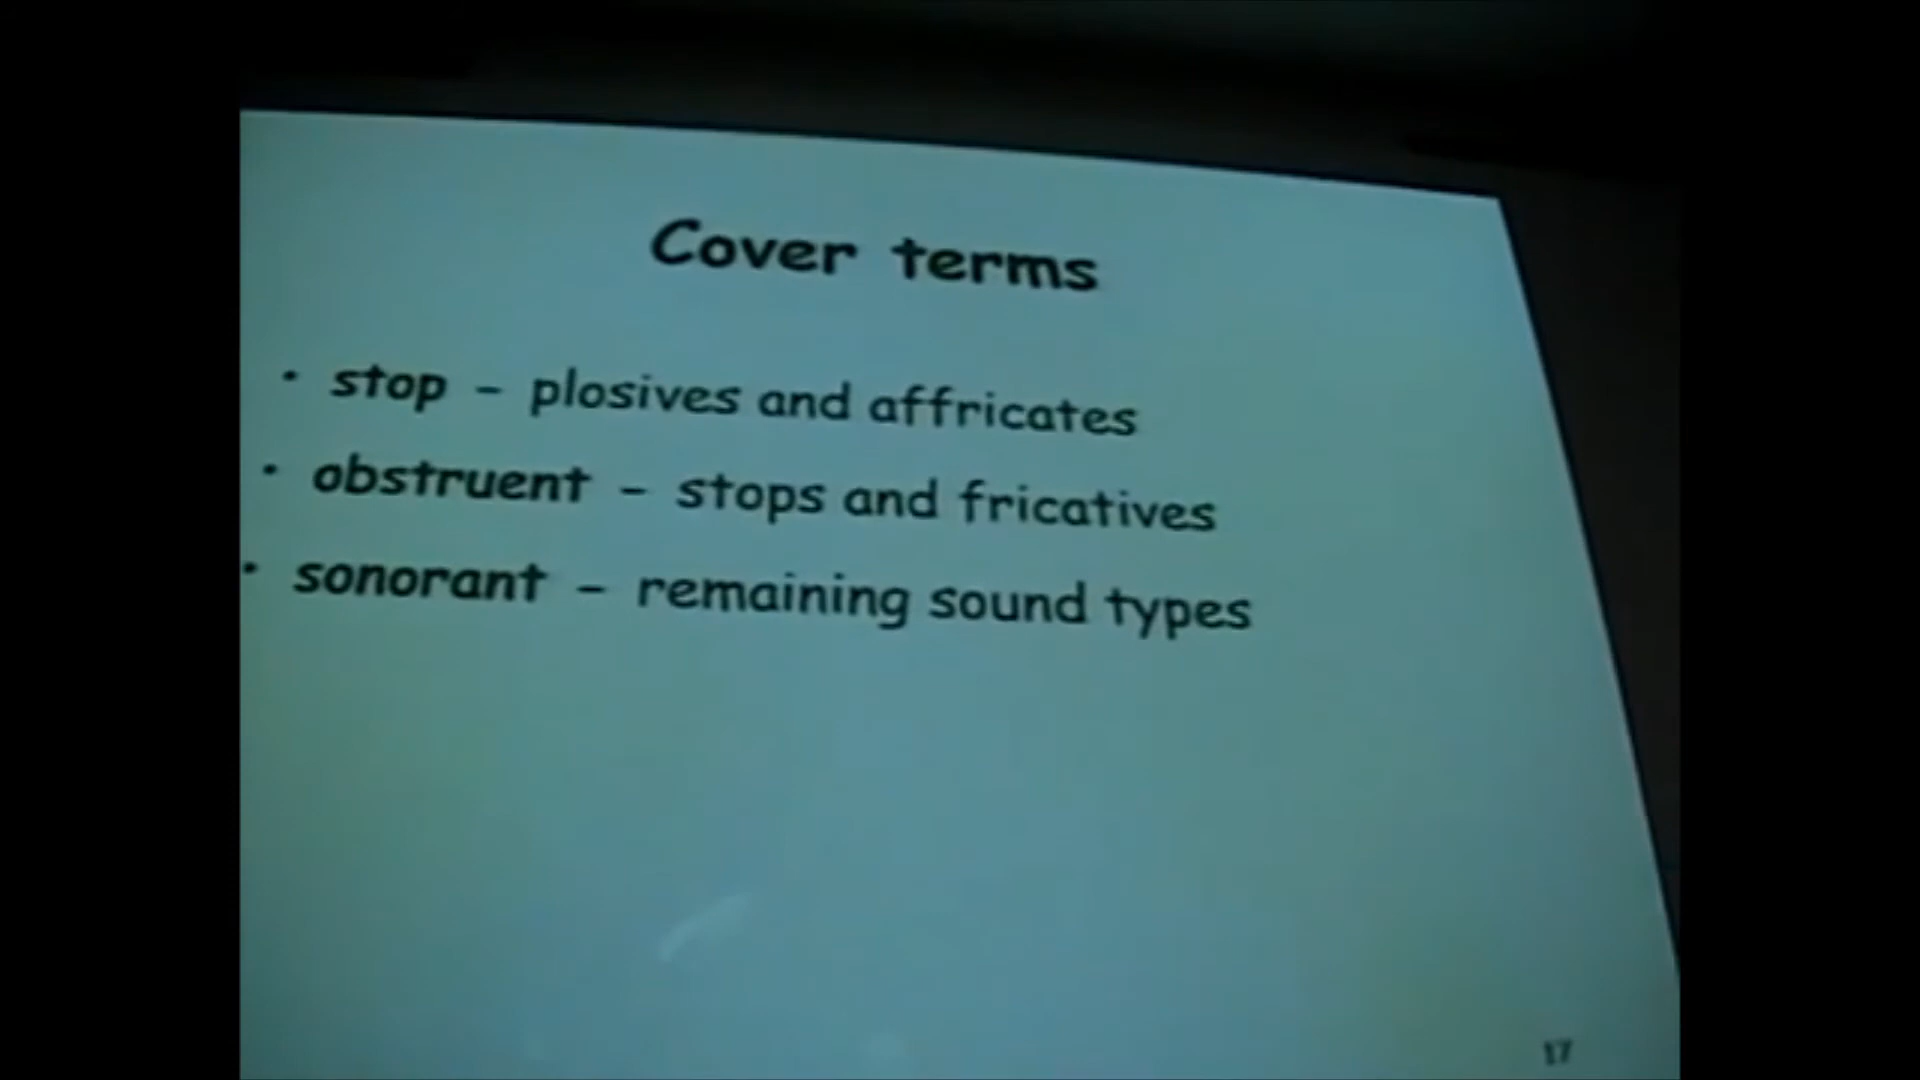 Cover terms
• stop – plosives and affricates
• obstruent – stops and fricatives
• sonorant – remaining sound types
17